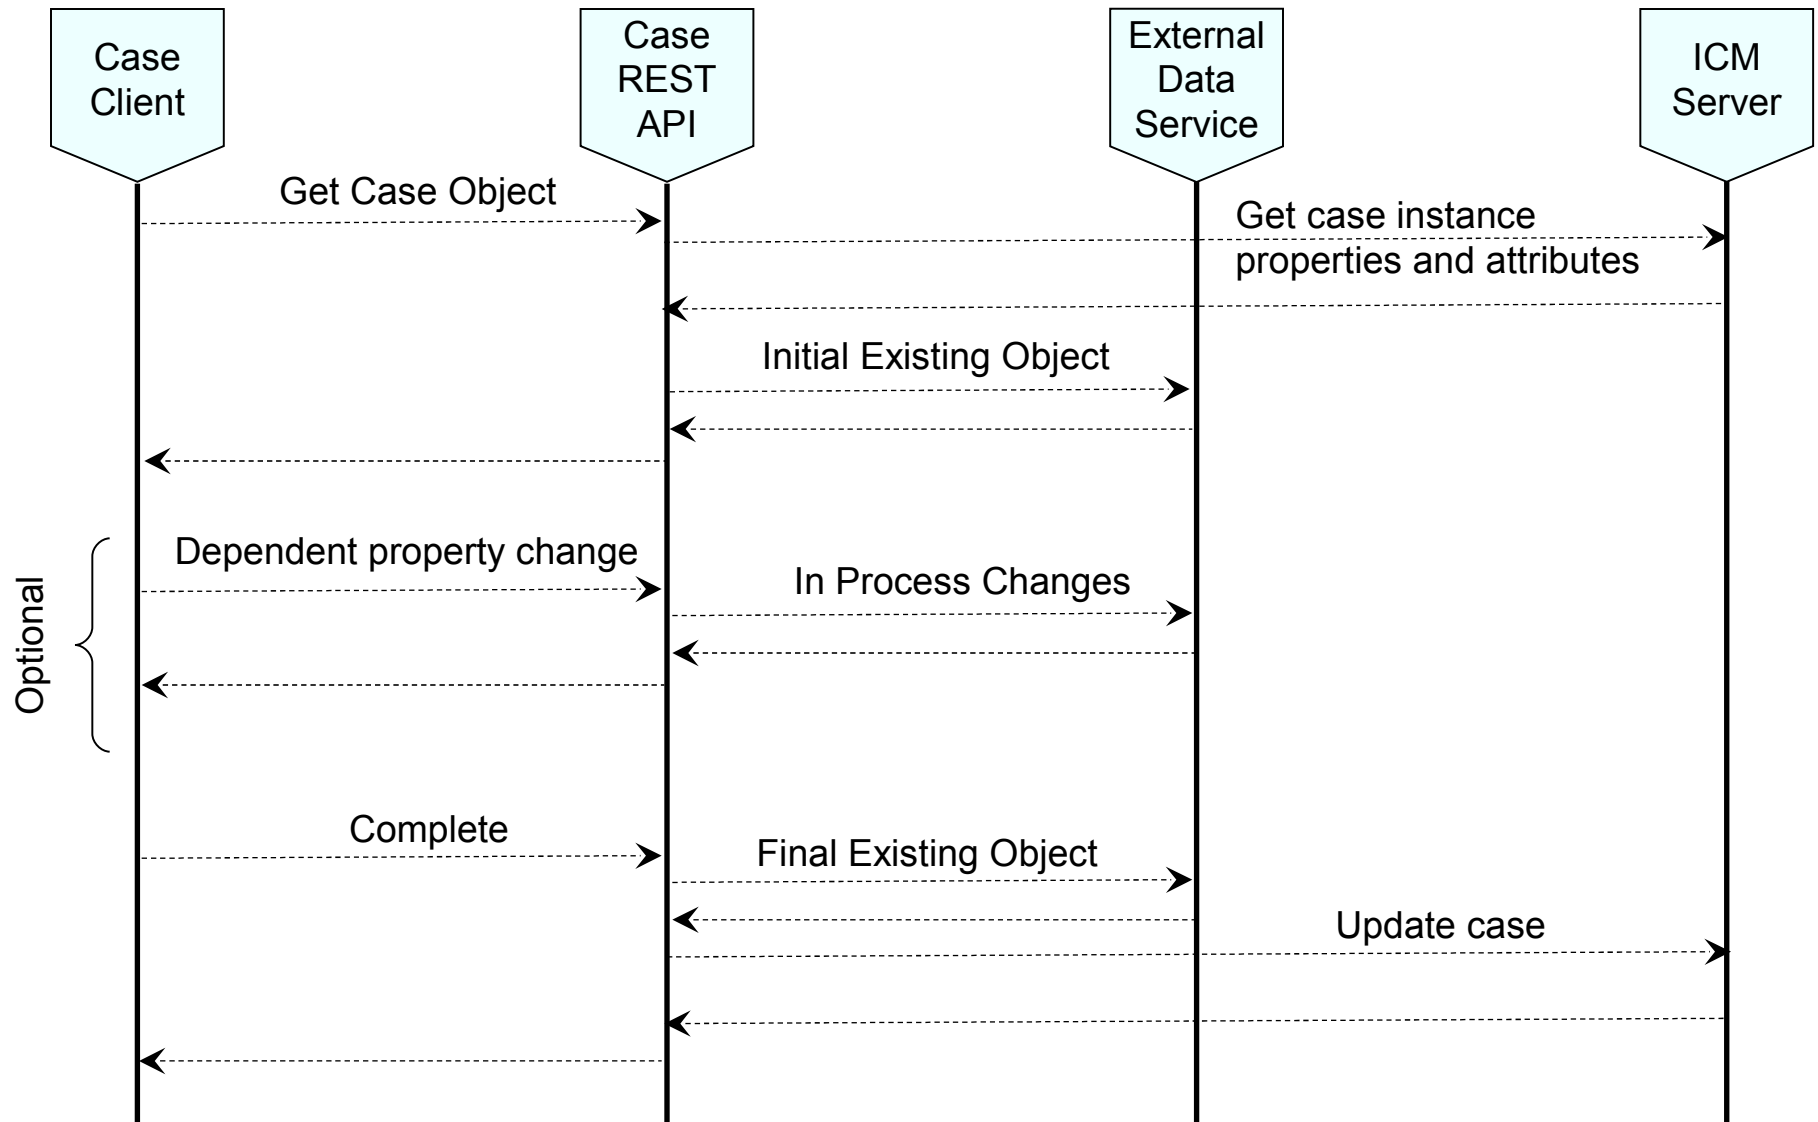 Case
Client
Case
REST
API
External
Data
Service
ICM
Server
Get Case Object
Get case instance
properties and attributes
Initial Existing Object
Optional
Dependent property change
In Process Changes
Complete
Final Existing Object
Update case